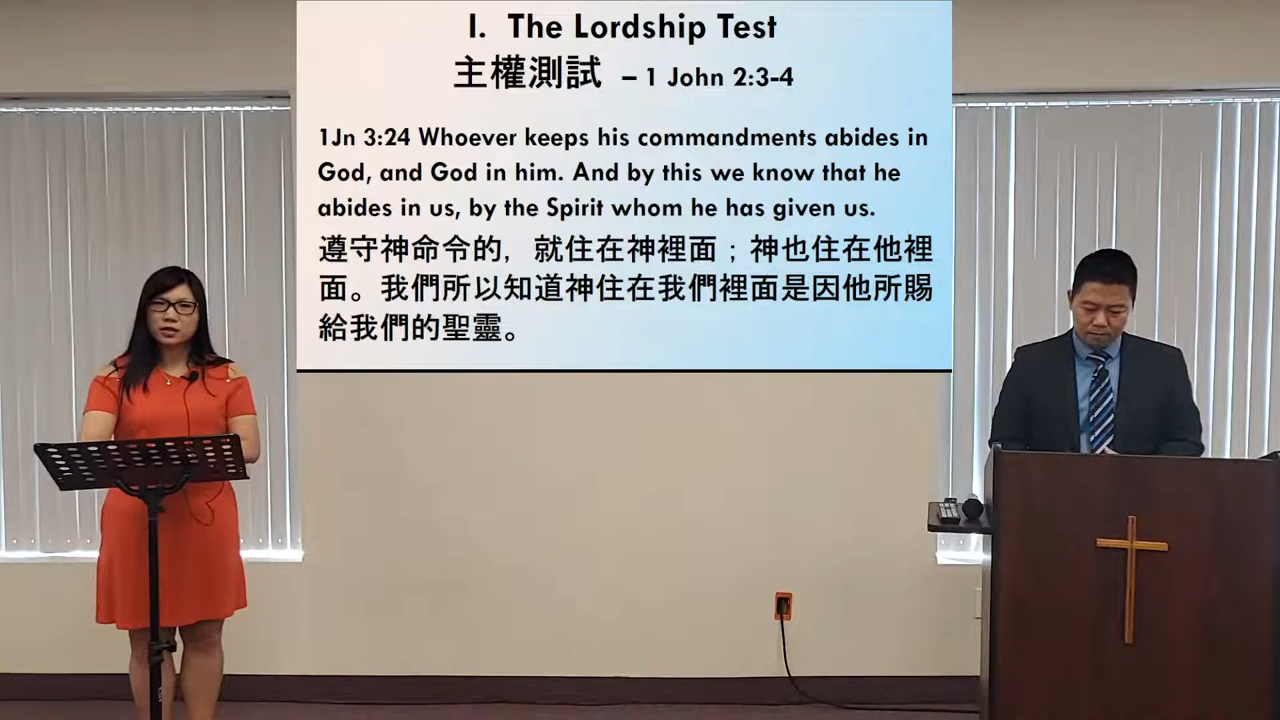 I. The Lordship Test
主權測試 – 1 John 2:3-4
1Jn 3:24 Whoever keeps his commandments abides in
God, and God in him. And by this we know that he
abides in us, by the Spirit whom he has given us.
遵守神命令的，就住在神裡面；神也住在他裡
面。我們所以知道神住在我們裡面是因他所賜
給我們的聖靈。